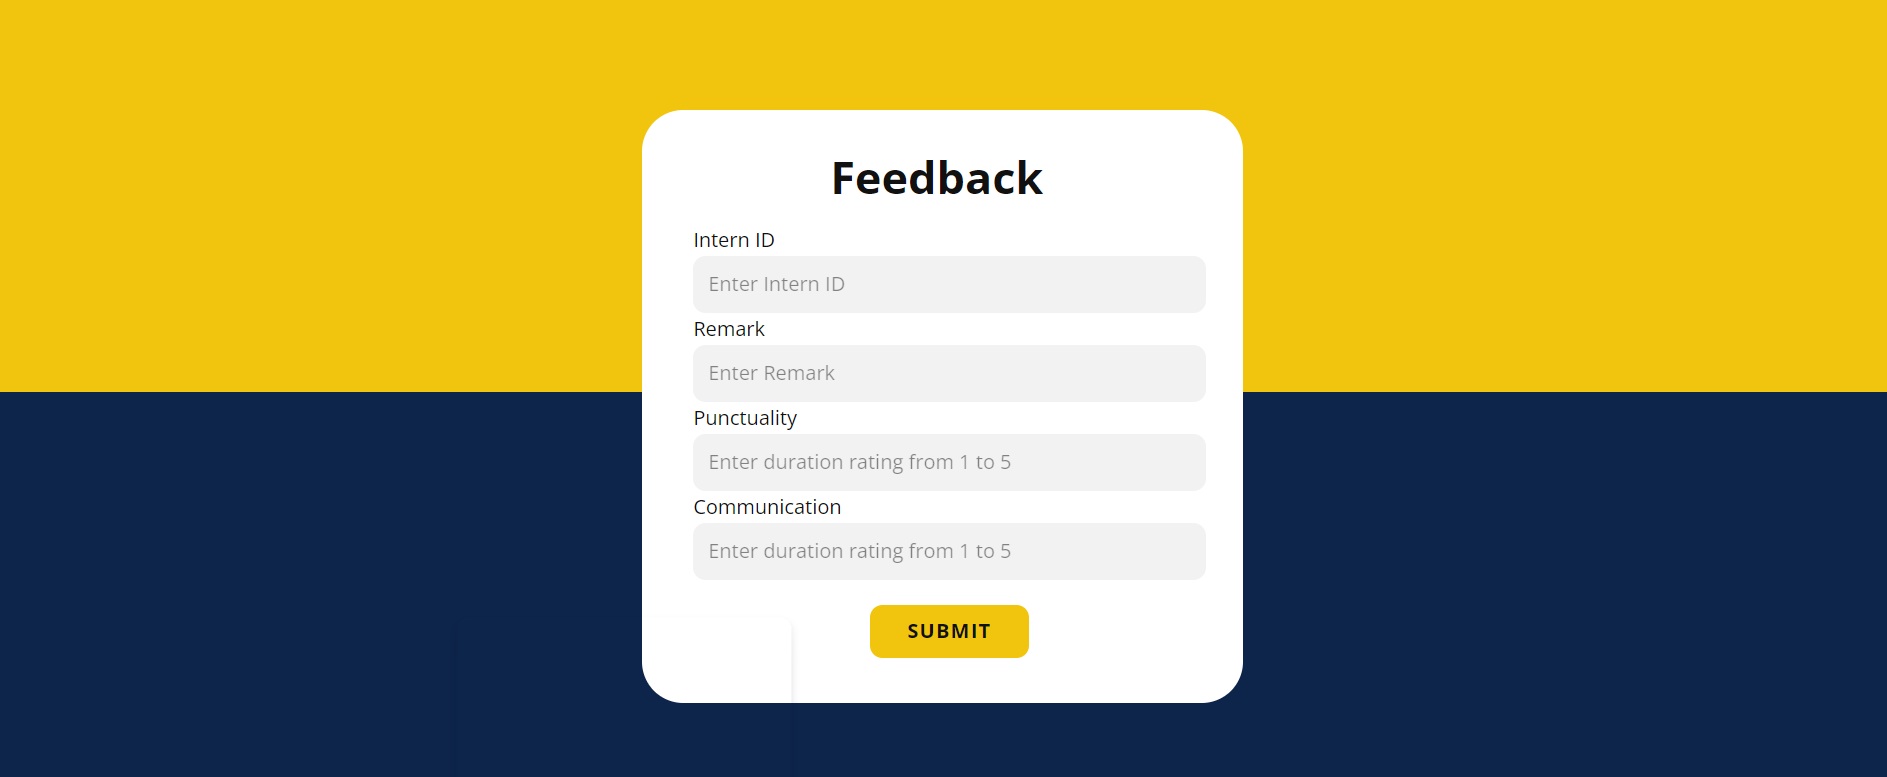 Feedback
Intern ID
Enter Intern ID
Remark
Enter Remark
Punctuality
Enter duration rating from 1 to 5
Communication
Enter duration rating from 1 to 5
SUBMIT